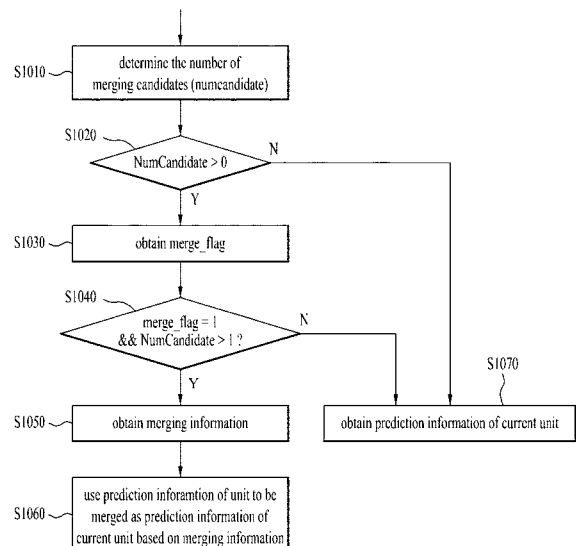 S1010
determine the number of
merging candidates (numcandidate)
S1020
NumCandidate > 0
N
Y
S1030
obtain merge_flag
S1040
merge_flag = 1
&& NumCandidate > 1 ?
N
Y
S1070
S1050
obtain merging information
obtain prediction information of current unit
S1060
use prediction inforamtion of unit to be
merged as prediction information of
current unit based on merging information